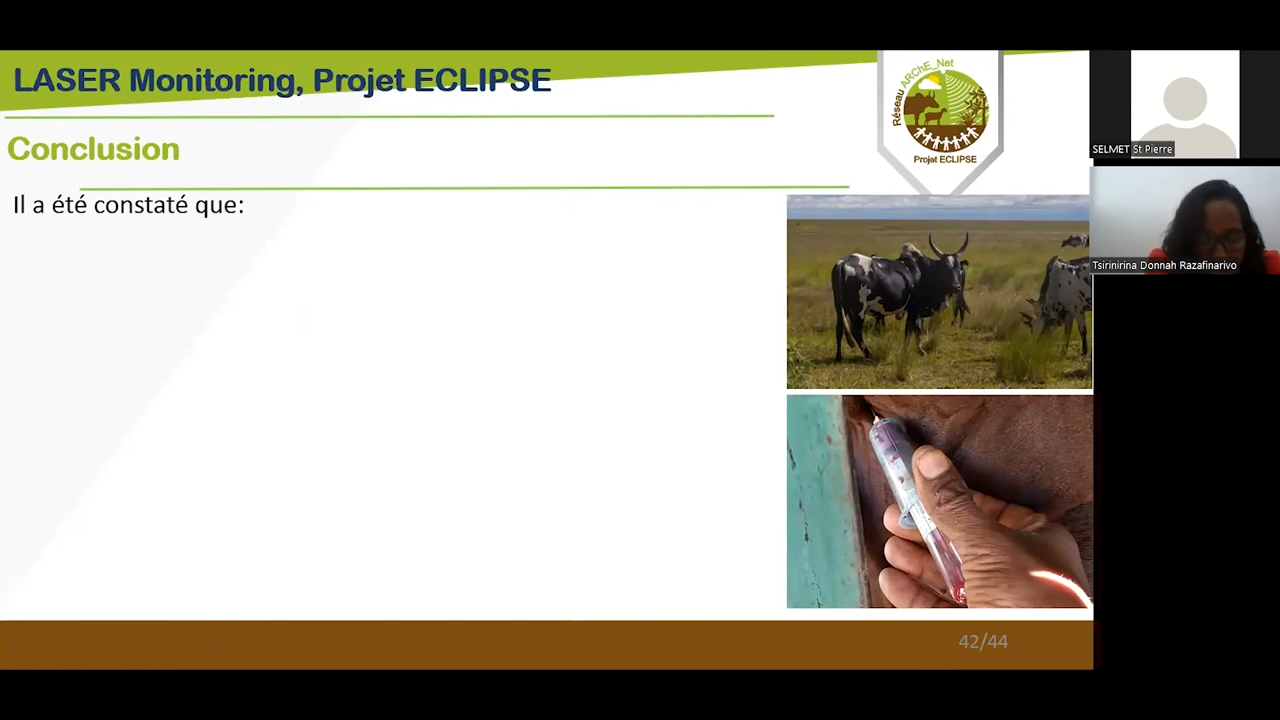 LASER Monitoring, Projet ECLIPSE
Réseau ARChE_Net
Projet ECLIPSE
Conclusion
Il a été constaté que:
SELMET St Pierre
Tsirinirina Donnah Razafinarivo
42/44